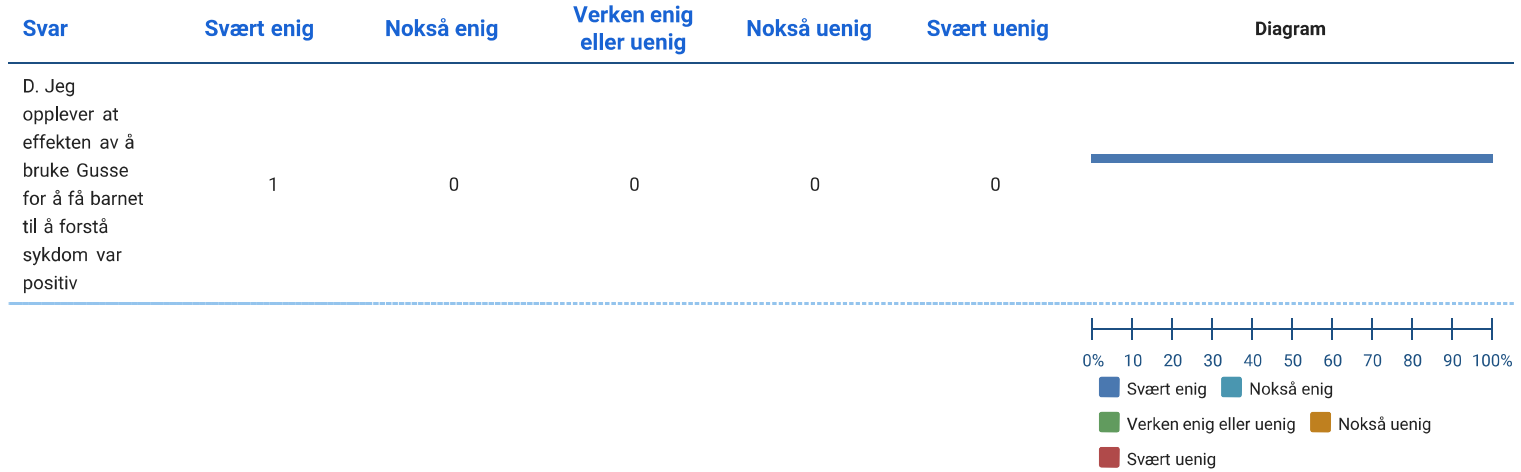 Svar Svært enig Nokså enig Verken enig eller uenig Nokså uenig Svært uenig Diagram
D. Jeg
opplever at
effekten av å
bruke Gusse
for å få barnet
til å forstå
sykdom var
positiv
1 0 0 0 0
0% 10 20 30 40 50 60 70 80 90 100%
Svært enig Nokså enig
Verken enig eller uenig Nokså uenig
Svært uenig